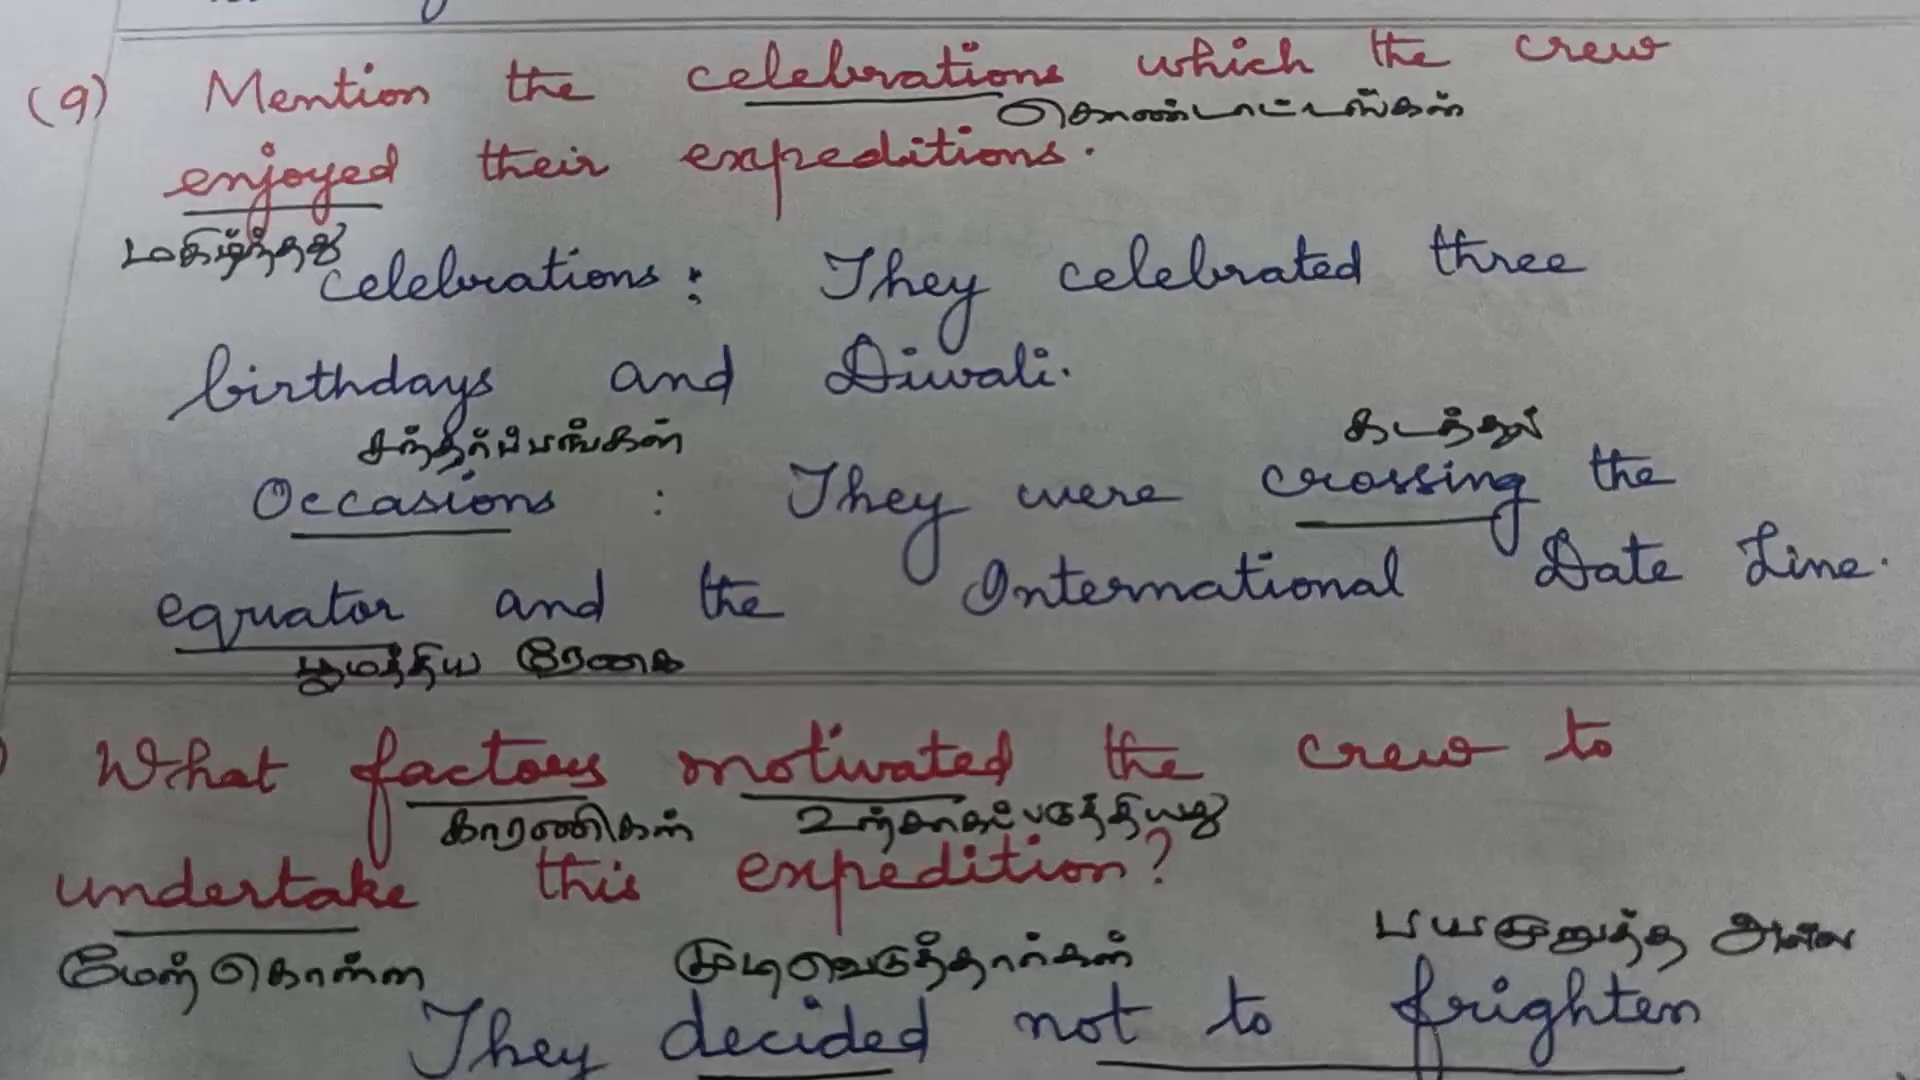 (9) Mention the celebrations which the crew
கொண்டாட்டங்கள்
enjoyed their expeditions.
மகிழ்ந்தது
celebrations: They celebrated three
birthdays and Diwali.
சந்தர்ப்பங்கள் கடத்தல்
Occasions : They were crossing the
equator and the International Date Line.
பூமத்திய ரேகை
What factors motivated the crew to
காரணிகள் உற்சாகப்படுத்தியது
undertake this expedition?
மேற்கொள்ள முடிவெடுத்தார்கள் பயமுறுத்த அல்ல
They decided not to frighten